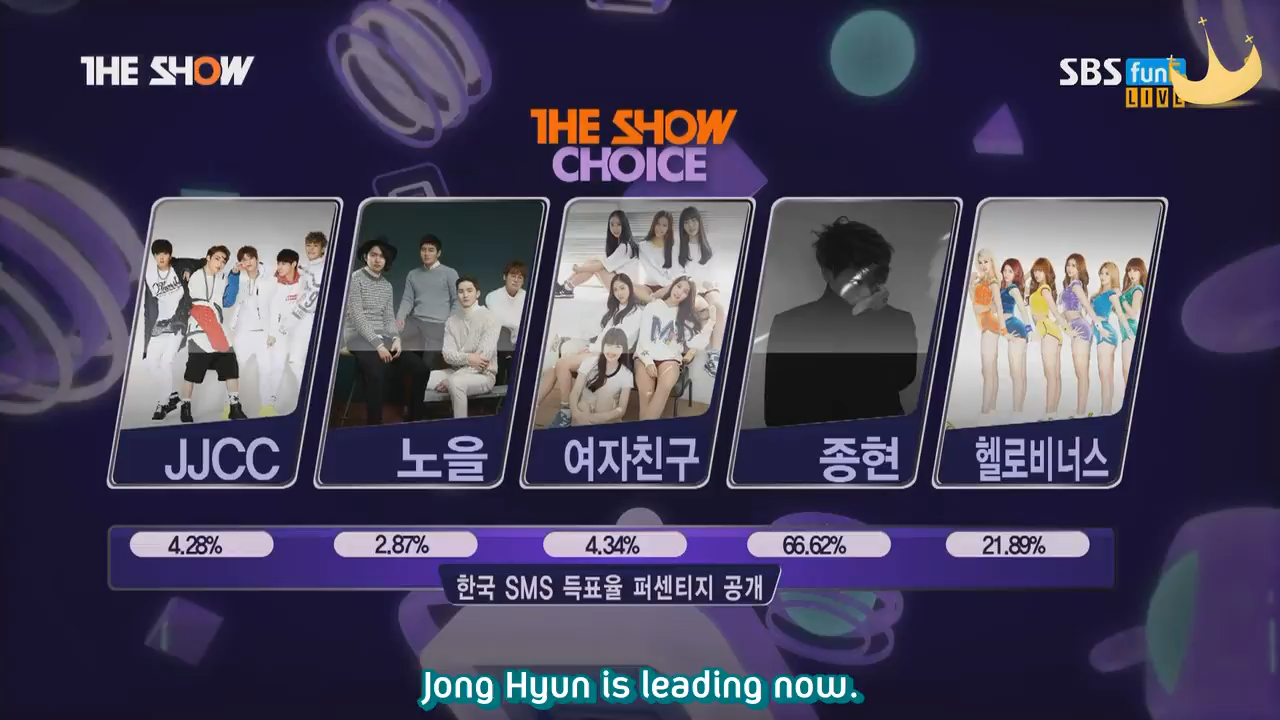 THE SHOW
SBS funE
LIVE
THE SHOW
CHOICE
JJCC
노을
여자친구
종현
헬로비너스
4.28%
2.87%
4.34%
66.62%
21.89%
한국 SMS 득표율 퍼센티지 공개
Jong Hyun is leading now.